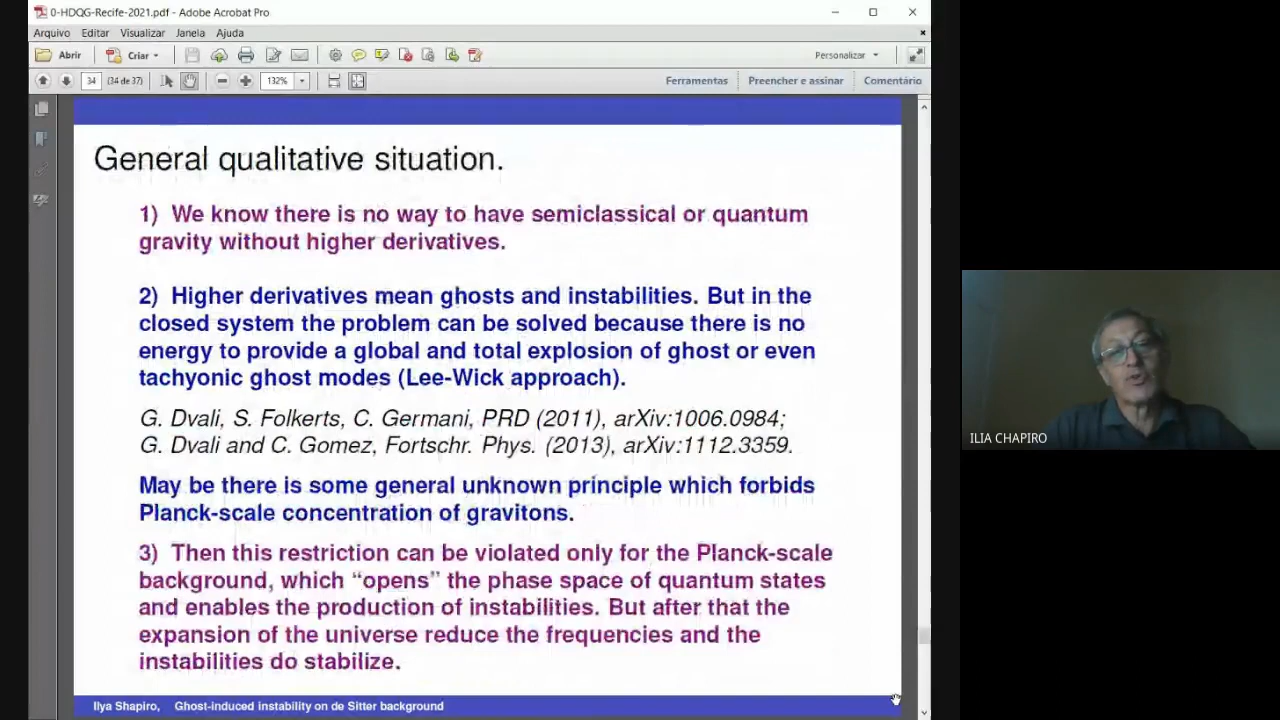 0-HDQG-Recife-2021.pdf - Adobe Acrobat Pro
Arquivo Editar Visualizar Janela Ajuda
Abrir Criar Personalizar
34 (34 de 37) 132% Ferramentas Preencher e assinar Comentário
General qualitative situation.
1) We know there is no way to have semiclassical or quantum
gravity without higher derivatives.
2) Higher derivatives mean ghosts and instabilities. But in the
closed system the problem can be solved because there is no
energy to provide a global and total explosion of ghost or even
tachyonic ghost modes (Lee-Wick approach).
G. Dvali, S. Folkerts, C. Germani, PRD (2011), arXiv:1006.0984;
G. Dvali and C. Gomez, Fortschr. Phys. (2013), arXiv:1112.3359.
May be there is some general unknown principle which forbids
Planck-scale concentration of gravitons.
3) Then this restriction can be violated only for the Planck-scale
background, which “opens” the phase space of quantum states
and enables the production of instabilities. But after that the
expansion of the universe reduce the frequencies and the
instabilities do stabilize.
Ilya Shapiro, Ghost-induced instability on de Sitter background
ILIA CHAPIRO